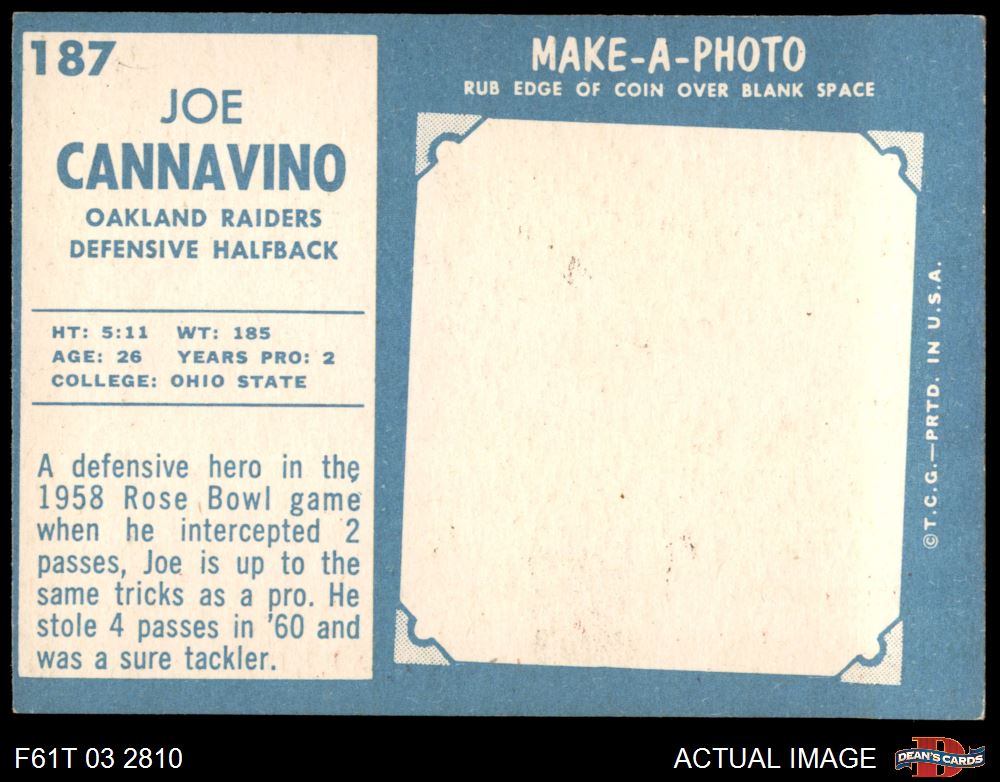 187
JOE
CANNAVINO
OAKLAND RAIDERS
DEFENSIVE HALFBACK
HT: 5:11 WT: 185
AGE: 26 YEARS PRO: 2
COLLEGE: OHIO STATE
A defensive hero in the
1958 Rose Bowl game
when he intercepted 2
passes, Joe is up to the
same tricks as a pro. He
stole 4 passes in '60 and
was a sure tackler.
MAKE-A-PHOTO
RUB EDGE OF COIN OVER BLANK SPACE
©T.C.G.—PRTD. IN U.S.A.
F61T 03 2810
ACTUAL IMAGE
D
DEAN'S CARDS